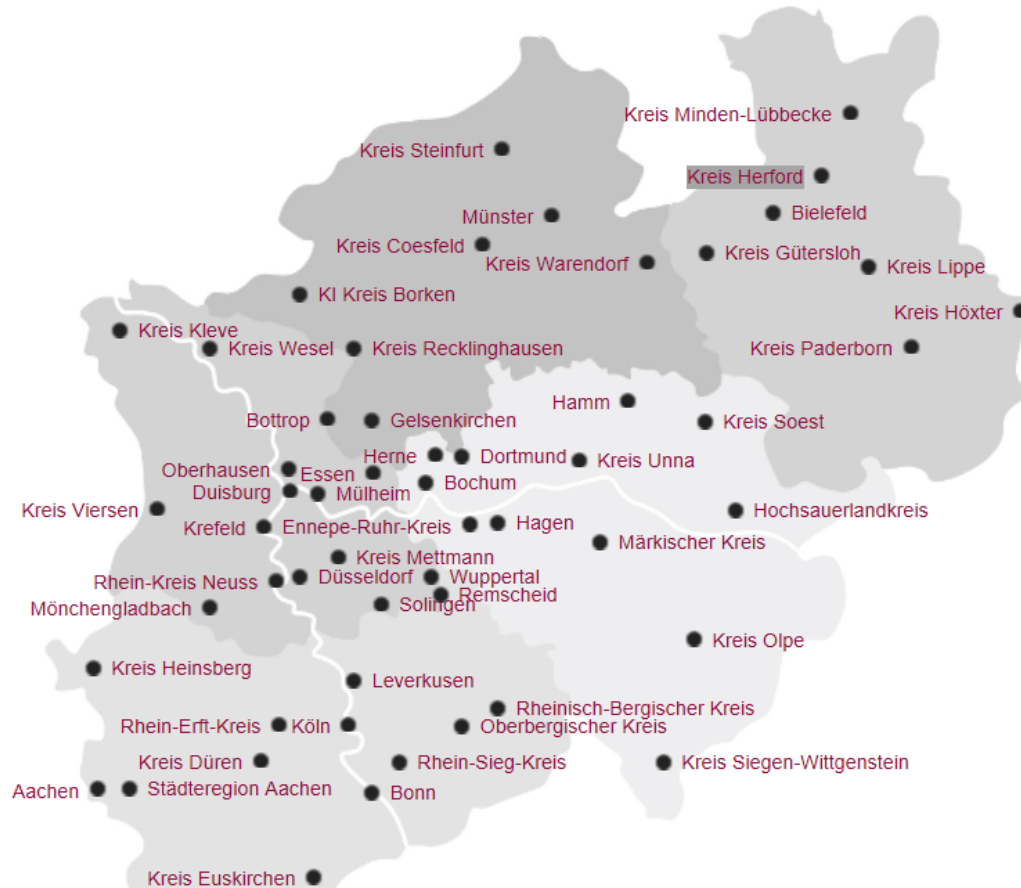 Kreis Minden-Lübbecke
Kreis Steinfurt
Kreis Herford
Münster
Bielefeld
Kreis Coesfeld
Kreis Warendorf
Kreis Gütersloh
Kreis Lippe
KI Kreis Borken
Kreis Höxter
Kreis Kleve
Kreis Wesel
Kreis Recklinghausen
Kreis Paderborn
Hamm
Bottrop
Gelsenkirchen
Kreis Soest
Herne
Dortmund
Kreis Unna
Oberhausen
Essen
Bochum
Duisburg
Mülheim
Kreis Viersen
Hochsauerlandkreis
Krefeld
Ennepe-Ruhr-Kreis
Hagen
Märkischer Kreis
Kreis Mettmann
Rhein-Kreis Neuss
Düsseldorf
Wuppertal
Remscheid
Mönchengladbach
Solingen
Kreis Olpe
Kreis Heinsberg
Leverkusen
Rheinisch-Bergischer Kreis
Rhein-Erft-Kreis
Köln
Oberbergischer Kreis
Kreis Düren
Rhein-Sieg-Kreis
Kreis Siegen-Wittgenstein
Aachen
Städteregion Aachen
Bonn
Kreis Euskirchen